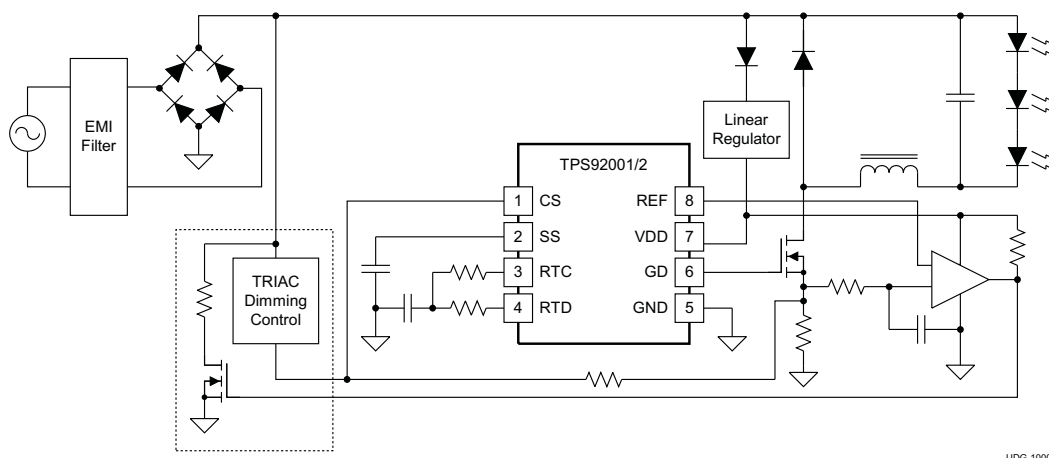 EMI
Filter
Linear
Regulator
TPS92001/2
1 CS REF 8
2 SS VDD 7
3 RTC GD 6
4 RTD GND 5
TRIAC
Dimming
Control